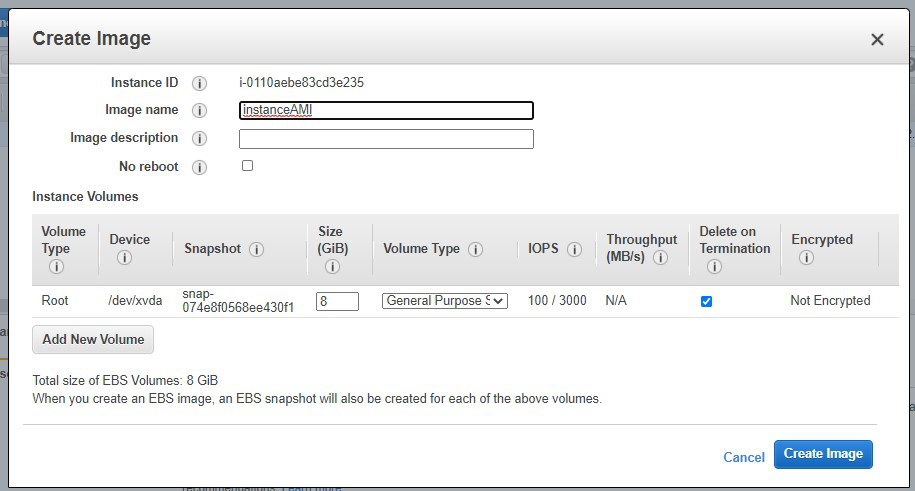 Create Image
Instance ID i-0110aebe83cd3e235
Image name instanceAMI
Image description
No reboot
Instance Volumes
Volume Type Device Snapshot Size (GiB) Volume Type IOPS Throughput (MB/s) Delete on Termination Encrypted
Root /dev/xvda snap-074e8f0568ee430f1 8 General Purpose S 100 / 3000 N/A Not Encrypted
Add New Volume
Total size of EBS Volumes: 8 GiB
When you create an EBS image, an EBS snapshot will also be created for each of the above volumes.
Cancel Create Image
recommendations. Learn more